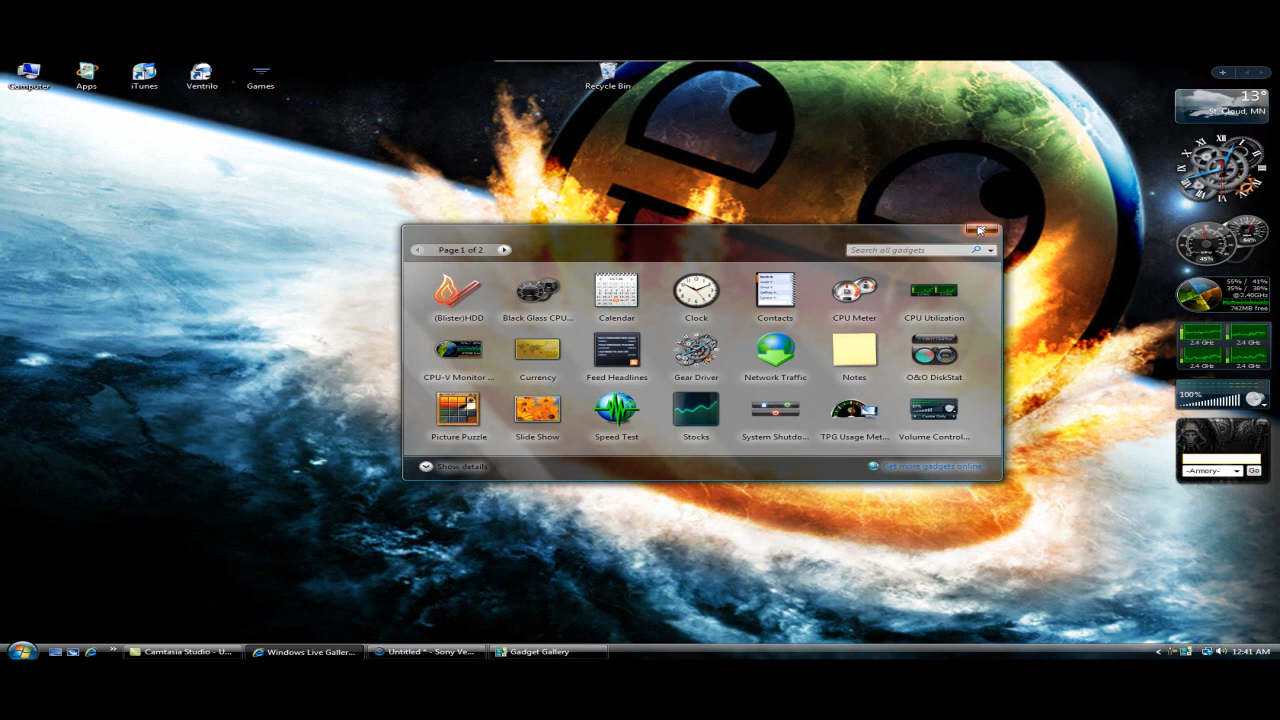 Computer
Apps
iTunes
Ventrilo
Games
Recycle Bin
13°
St. Cloud, MN
XII
Page 1 of 2
Search all gadgets
(Blister)HDD
Black Glass CPU...
Calendar
Clock
Contacts
CPU Meter
CPU Utilization
CPU-V Monitor ...
Currency
Feed Headlines
Gear Driver
Network Traffic
Notes
O&O DiskStat
Picture Puzzle
Slide Show
Speed Test
Stocks
System Shutdo...
TPG Usage Met...
Volume Control...
Show details
Get more gadgets online
45%
55% / 41%
35% / 38%
@2.40GHz
742MB free
2.4 GHz
2.4 GHz
2.4 GHz
2.4 GHz
100%
-Armory-
Go
Camtasia Studio - U...
Windows Live Galler...
Untitled * - Sony Ve...
Gadget Gallery
12:41 AM